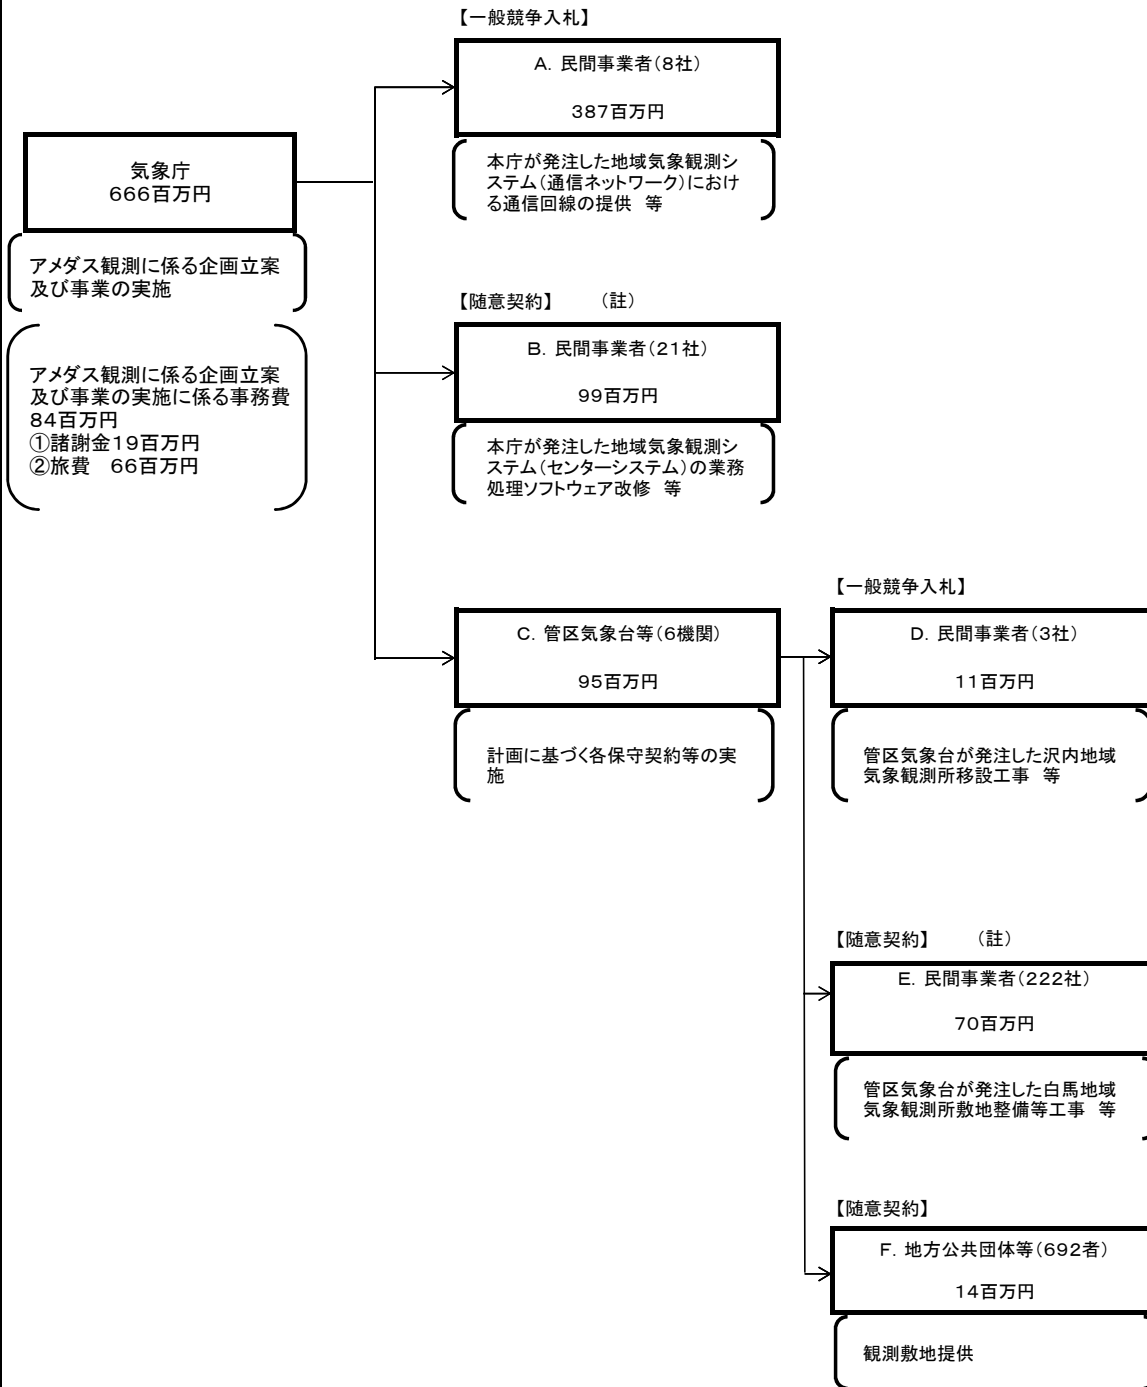 【一般競争入札】
A. 民間事業者(8社)
387百万円
本庁が発注した地域気象観測シ
ステム(通信ネットワーク)におけ
る通信回線の提供　等
気象庁
666百万円
アメダス観測に係る企画立案
及び事業の実施
アメダス観測に係る企画立案
及び事業の実施に係る事務費
84百万円
①諸謝金19百万円
②旅費　66百万円
【随意契約】　　（註）
B. 民間事業者(21社)
99百万円
本庁が発注した地域気象観測シ
ステム(センターシステム)の業務
処理ソフトウェア改修　等
C. 管区気象台等(6機関)
95百万円
計画に基づく各保守契約等の実
施
【一般競争入札】
D. 民間事業者(3社)
11百万円
管区気象台が発注した沢内地域
気象観測所移設工事　等
【随意契約】　　（註）
E. 民間事業者(222社)
70百万円
管区気象台が発注した白馬地域
気象観測所敷地整備等工事　等
【随意契約】
F. 地方公共団体等(692者)
14百万円
観測敷地提供